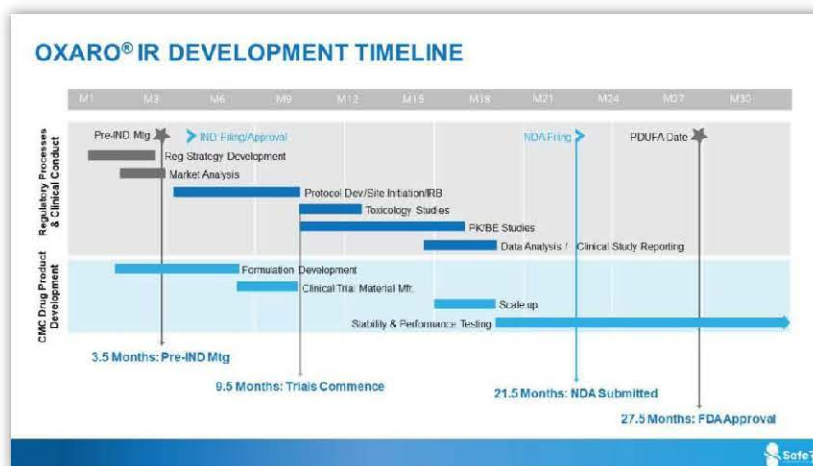 OXARO® IR DEVELOPMENT TIMELINE
M1 M3 M6 M9 M12 M15 M18 M21 M24 M27 M30
Regulatory Processes
& Clinical Conduct
Pre-IND Mtg IND Filing/Approval NDA Filing PDUFA Date
Reg Strategy Development
Market Analysis
Protocol Dev./Site Initiation/IRB
Toxicology Studies
PK/BE Studies
Data Analysis / Clinical Study Reporting
CMC Drug Product
Development
Formulation Development
Clinical Trial Material Mfr.
Scale up
Stability & Performance Testing
3.5 Months: Pre-IND Mtg
9.5 Months: Trials Commence
21.5 Months: NDA Submitted
27.5 Months: FDA Approval